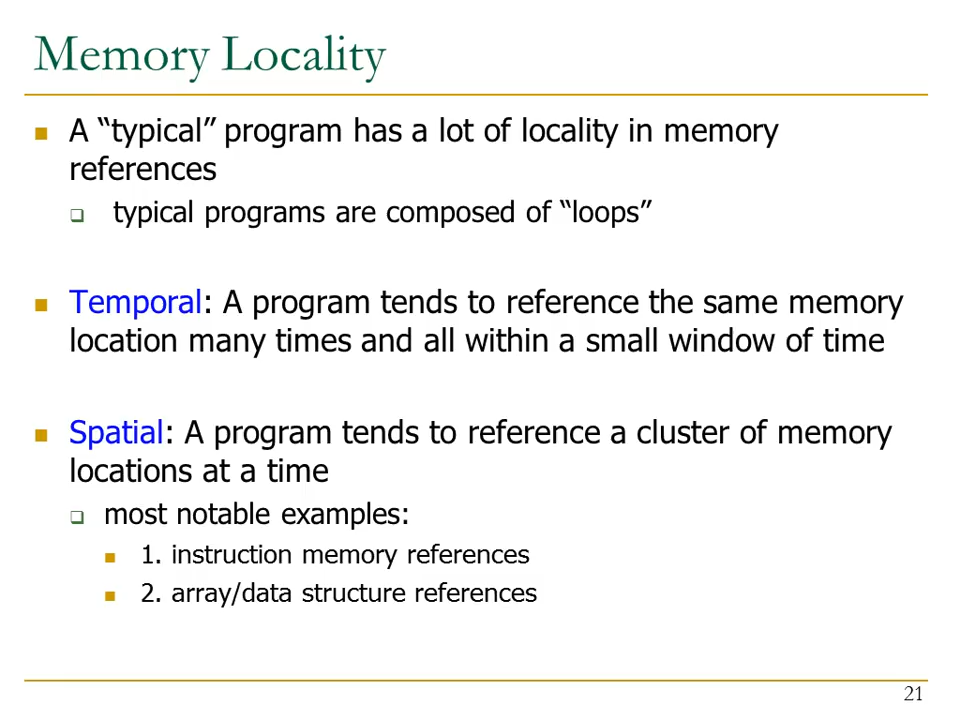 Memory Locality
A “typical” program has a lot of locality in memory
references
typical programs are composed of “loops”
Temporal: A program tends to reference the same memory
location many times and all within a small window of time
Spatial: A program tends to reference a cluster of memory
locations at a time
most notable examples:
1. instruction memory references
2. array/data structure references
21